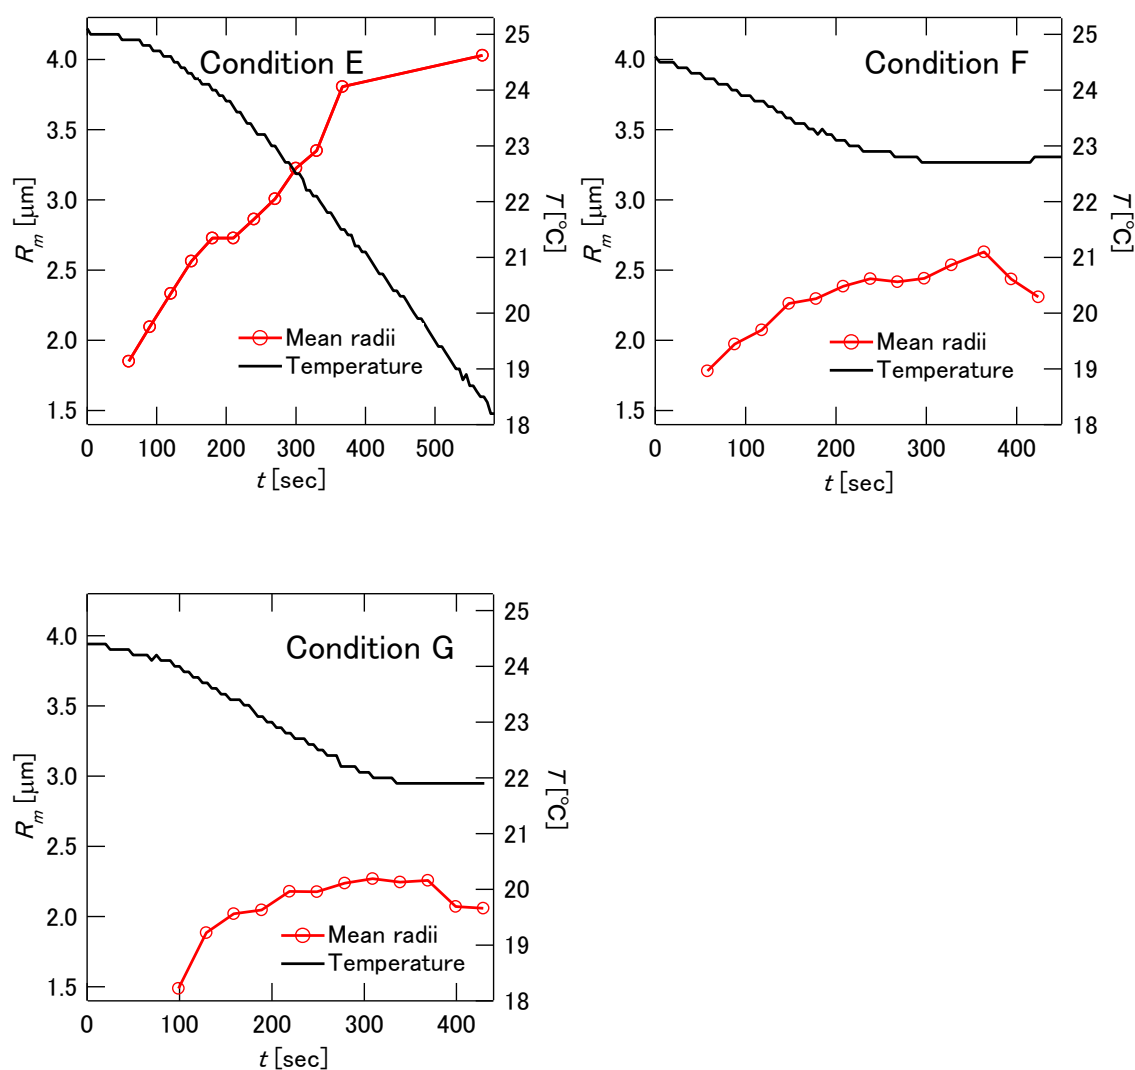 Condition E
4.0
3.5
3.0
2.5
2.0
1.5
R_m [μm]
25
24
23
22
21
20
19
18
T [°C]
Mean radii
Temperature
0 100 200 300 400 500
t [sec]
Condition F
4.0
3.5
3.0
2.5
2.0
1.5
R_m [μm]
25
24
23
22
21
20
19
18
T [°C]
Mean radii
Temperature
0 100 200 300 400
t [sec]
Condition G
4.0
3.5
3.0
2.5
2.0
1.5
R_m [μm]
25
24
23
22
21
20
19
18
T [°C]
Mean radii
Temperature
0 100 200 300 400
t [sec]